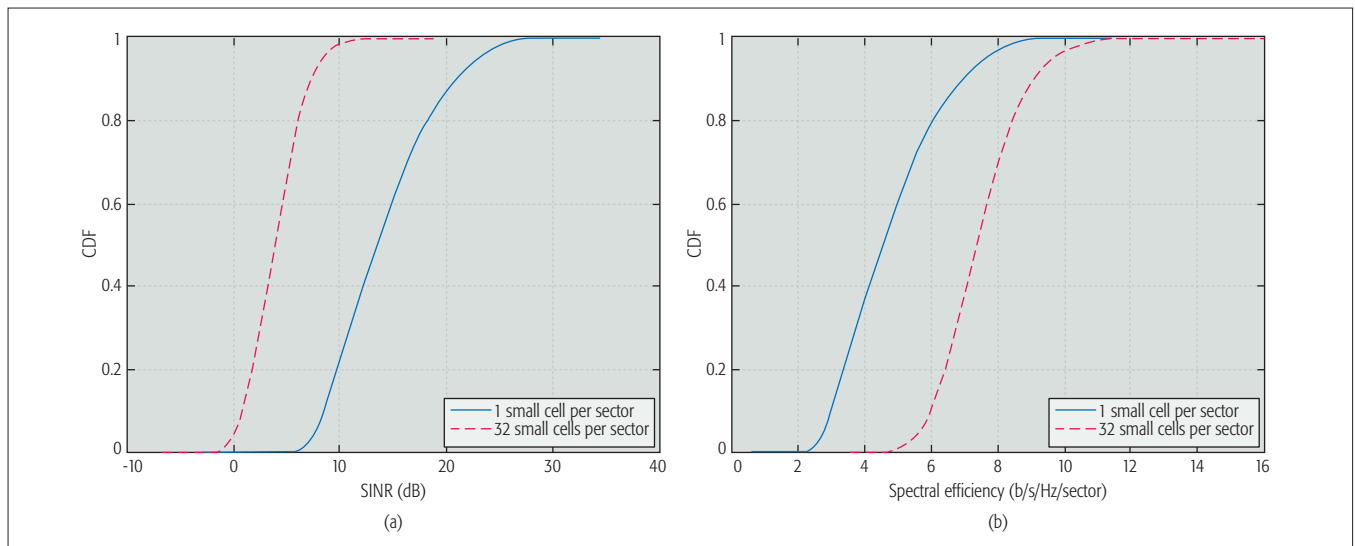 1
0.8
0.6
0.4
0.2
0
CDF
-10 0 10 20 30 40
SINR (dB)
1 small cell per sector
32 small cells per sector
(a)
1
0.8
0.6
0.4
0.2
0
CDF
0 2 4 6 8 10 12 14 16
Spectral efficiency (b/s/Hz/sector)
1 small cell per sector
32 small cells per sector
(b)